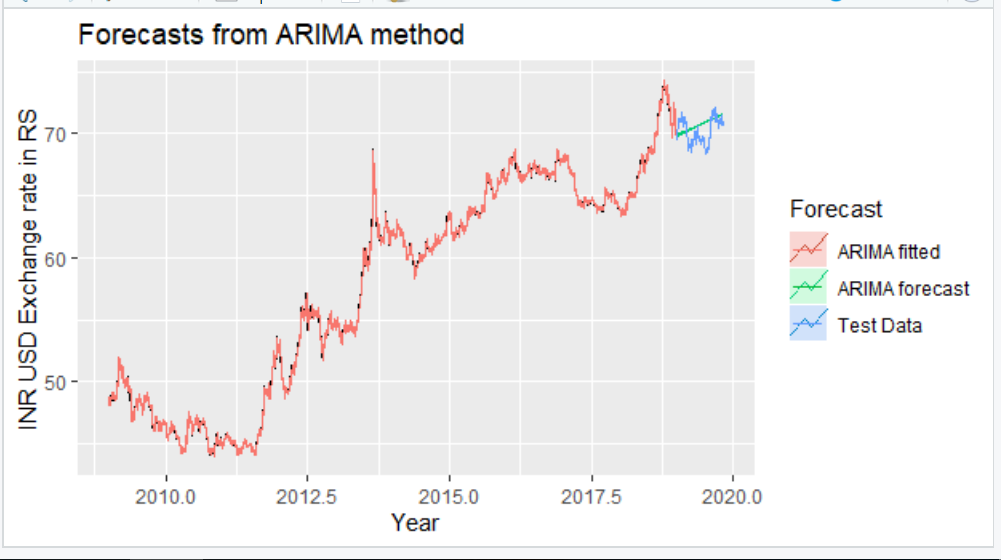 Forecasts from ARIMA method
INR USD Exchange rate in RS
70
60
50
2010.0 2012.5 2015.0 2017.5 2020.0
Year
Forecast
ARIMA fitted
ARIMA forecast
Test Data